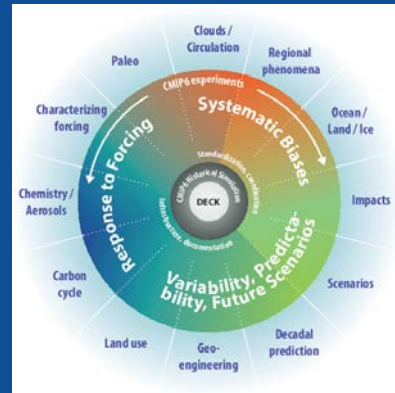 Clouds /
Circulation
Regional
phenomena
Ocean /
Land / Ice
Impacts
Scenarios
Decadal
prediction
Geo-
engineering
Land use
Carbon
cycle
Chemistry /
Aerosols
Characterizing
forcing
Paleo
CMIP6 experiments
Systematic Biases
Response to Forcing
Variability, Predicta-
bility, Future Scenarios
Standardization, coordination,
infrastructure, documentation
CMIP6 Historical Simulation
DECK